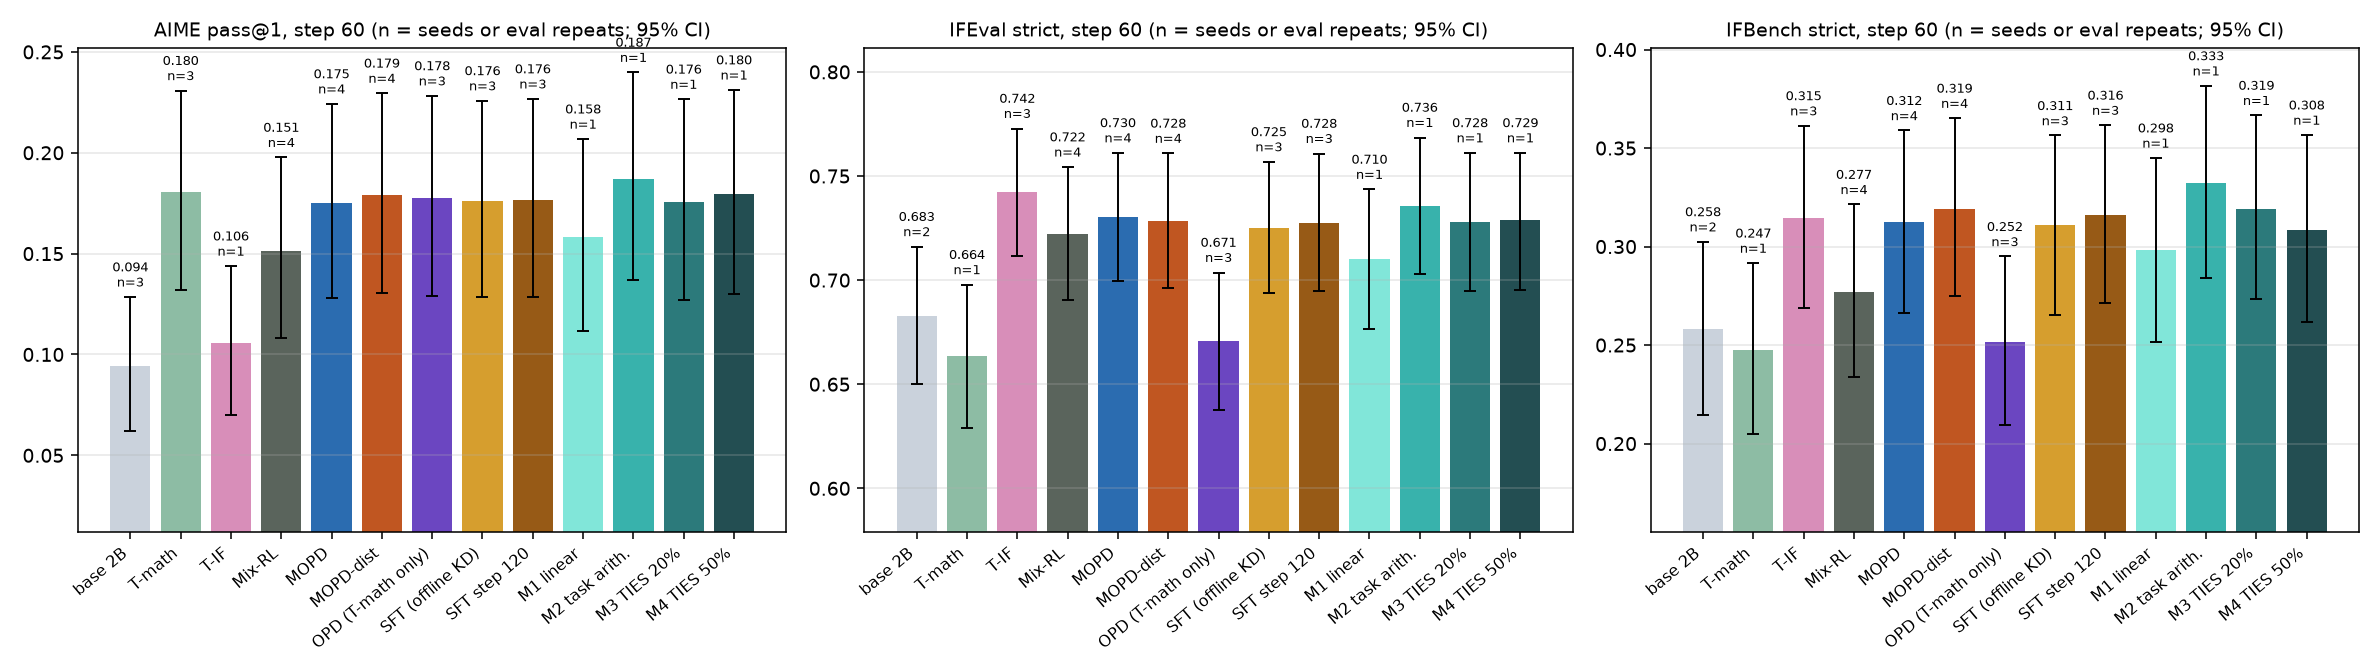 AIME pass@1, step 60 (n = seeds or eval repeats; 95% CI)
0.25
0.20
0.15
0.10
0.05
0.094
n=3
0.180
n=3
0.106
n=1
0.151
n=4
0.175
n=4
0.179
n=4
0.178
n=3
0.176
n=3
0.176
n=3
0.158
n=1
0.187
n=1
0.176
n=1
0.180
n=1
base 2B
T-math
T-IF
Mix-RL
MOPD
MOPD-dist
OPD (T-math only)
SFT (offline KD)
SFT step 120
M1 linear
M2 task arith.
M3 TIES 20%
M4 TIES 50%
IFEval strict, step 60 (n = seeds or eval repeats; 95% CI)
0.80
0.75
0.70
0.65
0.60
0.683
n=2
0.664
n=1
0.742
n=3
0.722
n=4
0.730
n=4
0.728
n=4
0.671
n=3
0.725
n=3
0.728
n=3
0.710
n=1
0.736
n=1
0.728
n=1
0.729
n=1
base 2B
T-math
T-IF
Mix-RL
MOPD
MOPD-dist
OPD (T-math only)
SFT (offline KD)
SFT step 120
M1 linear
M2 task arith.
M3 TIES 20%
M4 TIES 50%
IFBench strict, step 60 (n = seeds or eval repeats; 95% CI)
0.40
0.35
0.30
0.25
0.20
0.258
n=2
0.247
n=1
0.315
n=3
0.277
n=4
0.312
n=4
0.319
n=4
0.252
n=3
0.311
n=3
0.316
n=3
0.298
n=1
0.333
n=1
0.319
n=1
0.308
n=1
base 2B
T-math
T-IF
Mix-RL
MOPD
MOPD-dist
OPD (T-math only)
SFT (offline KD)
SFT step 120
M1 linear
M2 task arith.
M3 TIES 20%
M4 TIES 50%